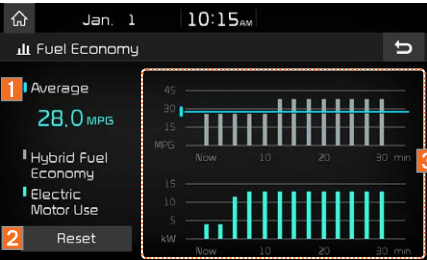 Jan. 1 10:15AM
Fuel Economy
1 Average
28.0 MPG
Hybrid Fuel
Economy
Electric
Motor Use
2 Reset
45
30
15
MPG
Now 10 20 30 min
3
15
10
5
kW
Now 10 20 30 min